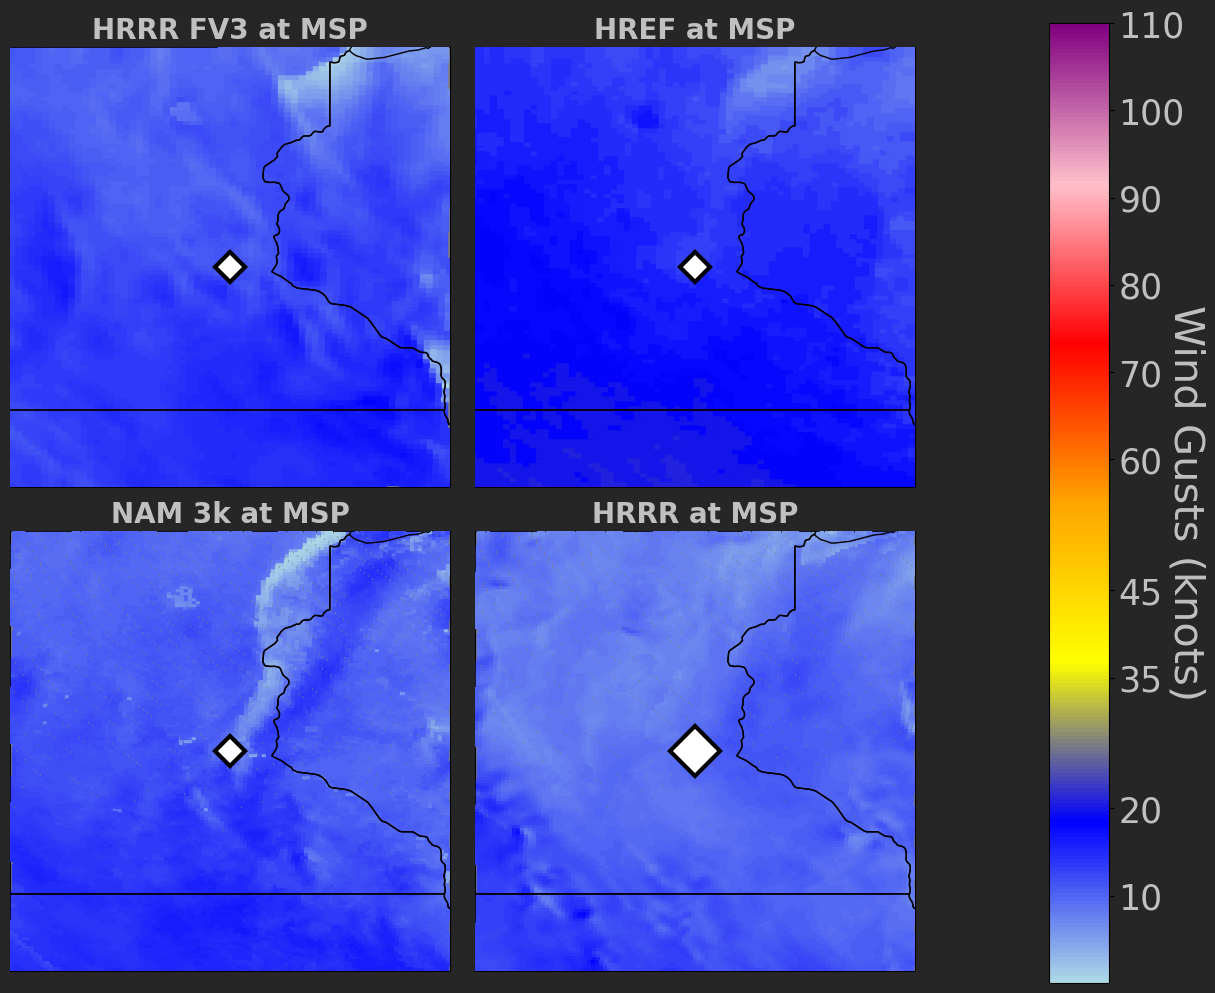 HRRR FV3 at MSP
HREF at MSP
NAM 3k at MSP
HRRR at MSP
110
100
90
80
70
60
45
35
20
10
Wind Gusts (knots)